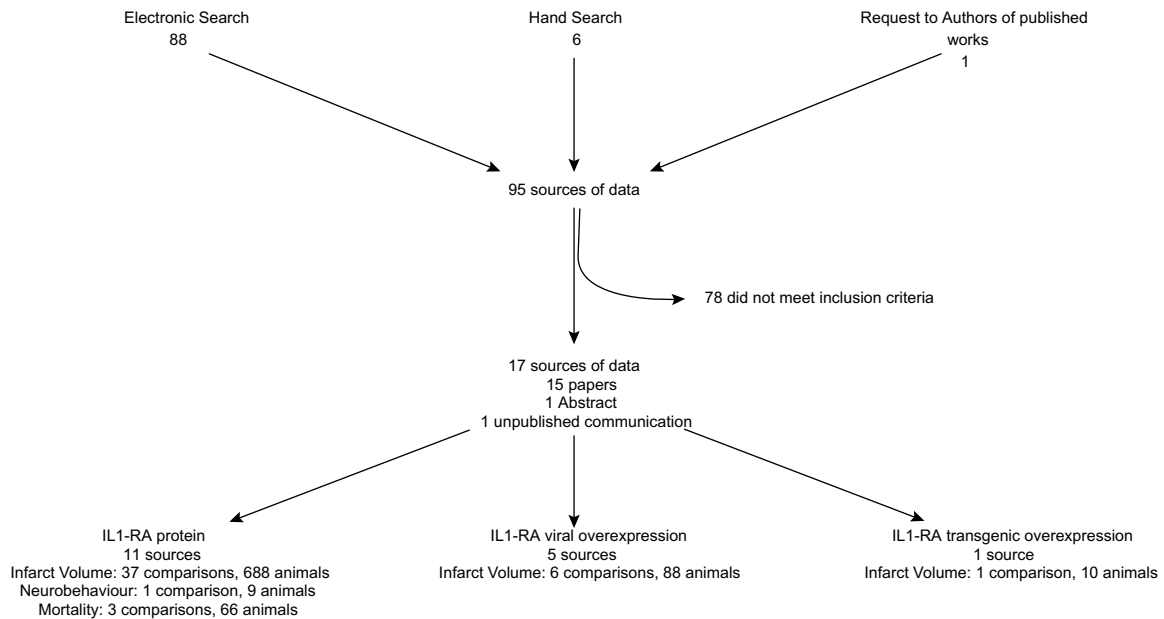 Electronic Search
88
Hand Search
6
Request to Authors of published
works
1
95 sources of data
78 did not meet inclusion criteria
17 sources of data
15 papers
1 Abstract
1 unpublished communication
IL1-RA protein
11 sources
Infarct Volume: 37 comparisons, 688 animals
Neurobehaviour: 1 comparison, 9 animals
Mortality: 3 comparisons, 66 animals
IL1-RA viral overexpression
5 sources
Infarct Volume: 6 comparisons, 88 animals
IL1-RA transgenic overexpression
1 source
Infarct Volume: 1 comparison, 10 animals